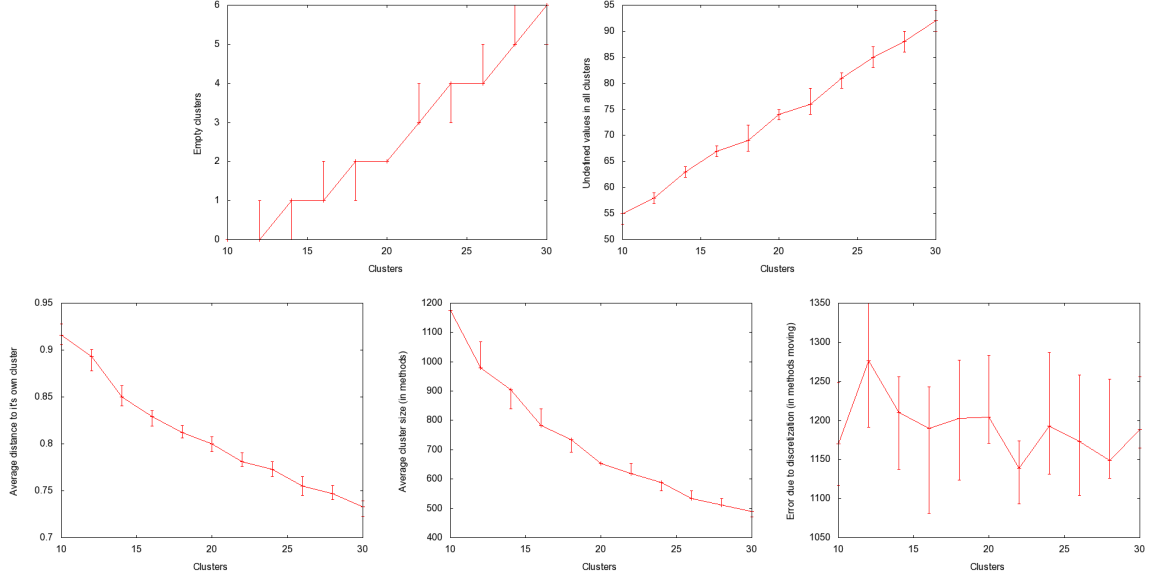 6
5
4
3
2
1
0
Empty clusters
10 15 20 25 30
Clusters
95
90
85
80
75
70
65
60
55
50
Undefined values in all clusters
10 15 20 25 30
Clusters
0.95
0.9
0.85
0.8
0.75
0.7
Average distance to it's own cluster
10 15 20 25 30
Clusters
1200
1100
1000
900
800
700
600
500
400
Average cluster size (in methods)
10 15 20 25 30
Clusters
1350
1300
1250
1200
1150
1100
1050
Error due to discretization (in methods moving)
10 15 20 25 30
Clusters